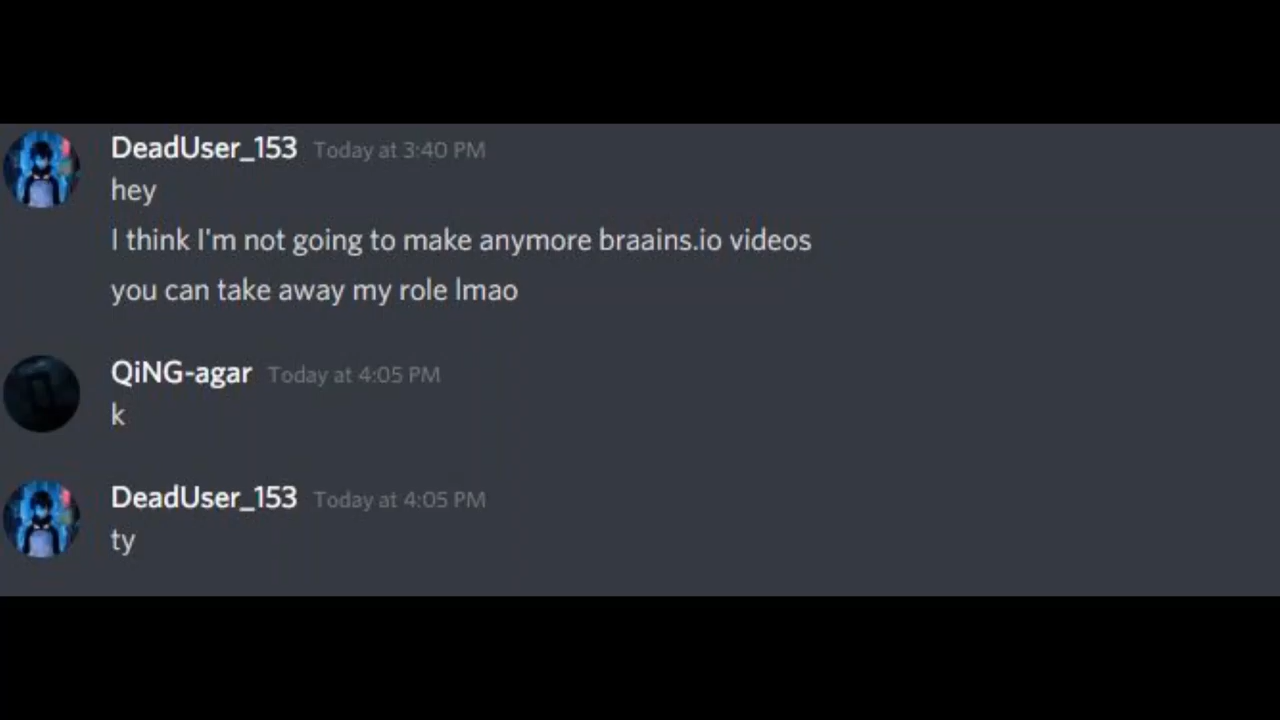 DeadUser_153 Today at 3:40 PM
hey
I think I'm not going to make anymore braains.io videos
you can take away my role lmao
QiNG-agar Today at 4:05 PM
k
DeadUser_153 Today at 4:05 PM
ty